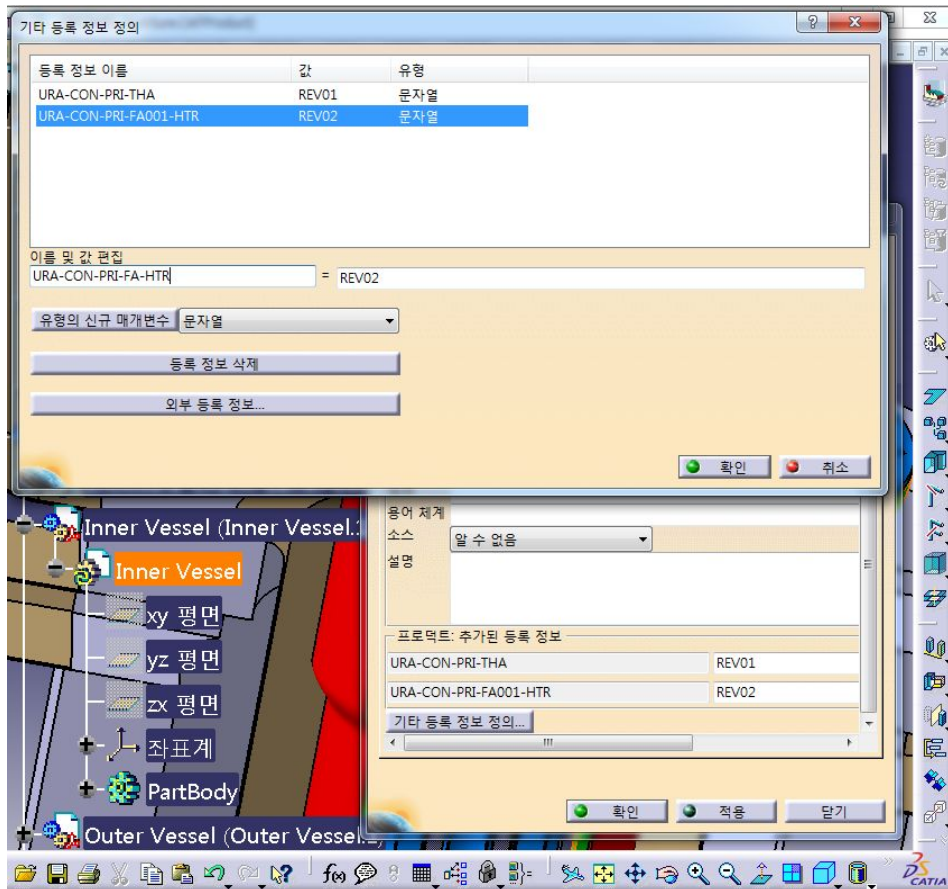 기타 등록 정보 정의
등록 정보 이름 값 유형
URA-CON-PRI-THA REV01 문자열
URA-CON-PRI-FA001-HTR REV02 문자열
이름 및 값 편집
URA-CON-PRI-FA-HTR = REV02
유형의 신규 매개변수 문자열
등록 정보 삭제
외부 등록 정보...
확인 취소
용어 체계
소스 알 수 없음
설명
프로덕트: 추가된 등록 정보
URA-CON-PRI-THA REV01
URA-CON-PRI-FA001-HTR REV02
기타 등록 정보 정의...
확인 적용 닫기
Inner Vessel (Inner Vessel.
Inner Vessel
xy 평면
yz 평면
zx 평면
좌표계
PartBody
Outer Vessel (Outer Vessel.
f(x)
CATIA